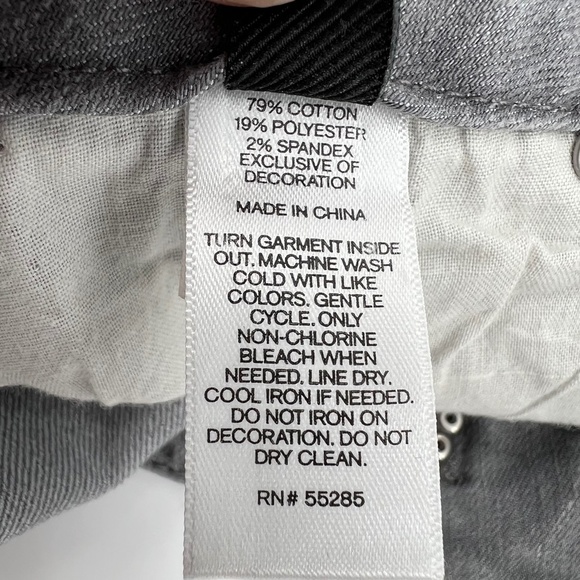 79% COTTON
19% POLYESTER
2% SPANDEX
EXCLUSIVE OF
DECORATION
MADE IN CHINA
TURN GARMENT INSIDE
OUT. MACHINE WASH
COLD WITH LIKE
COLORS. GENTLE
CYCLE. ONLY
NON-CHLORINE
BLEACH WHEN
NEEDED. LINE DRY.
COOL IRON IF NEEDED.
DO NOT IRON ON
DECORATION. DO NOT
DRY CLEAN.
RN# 55285